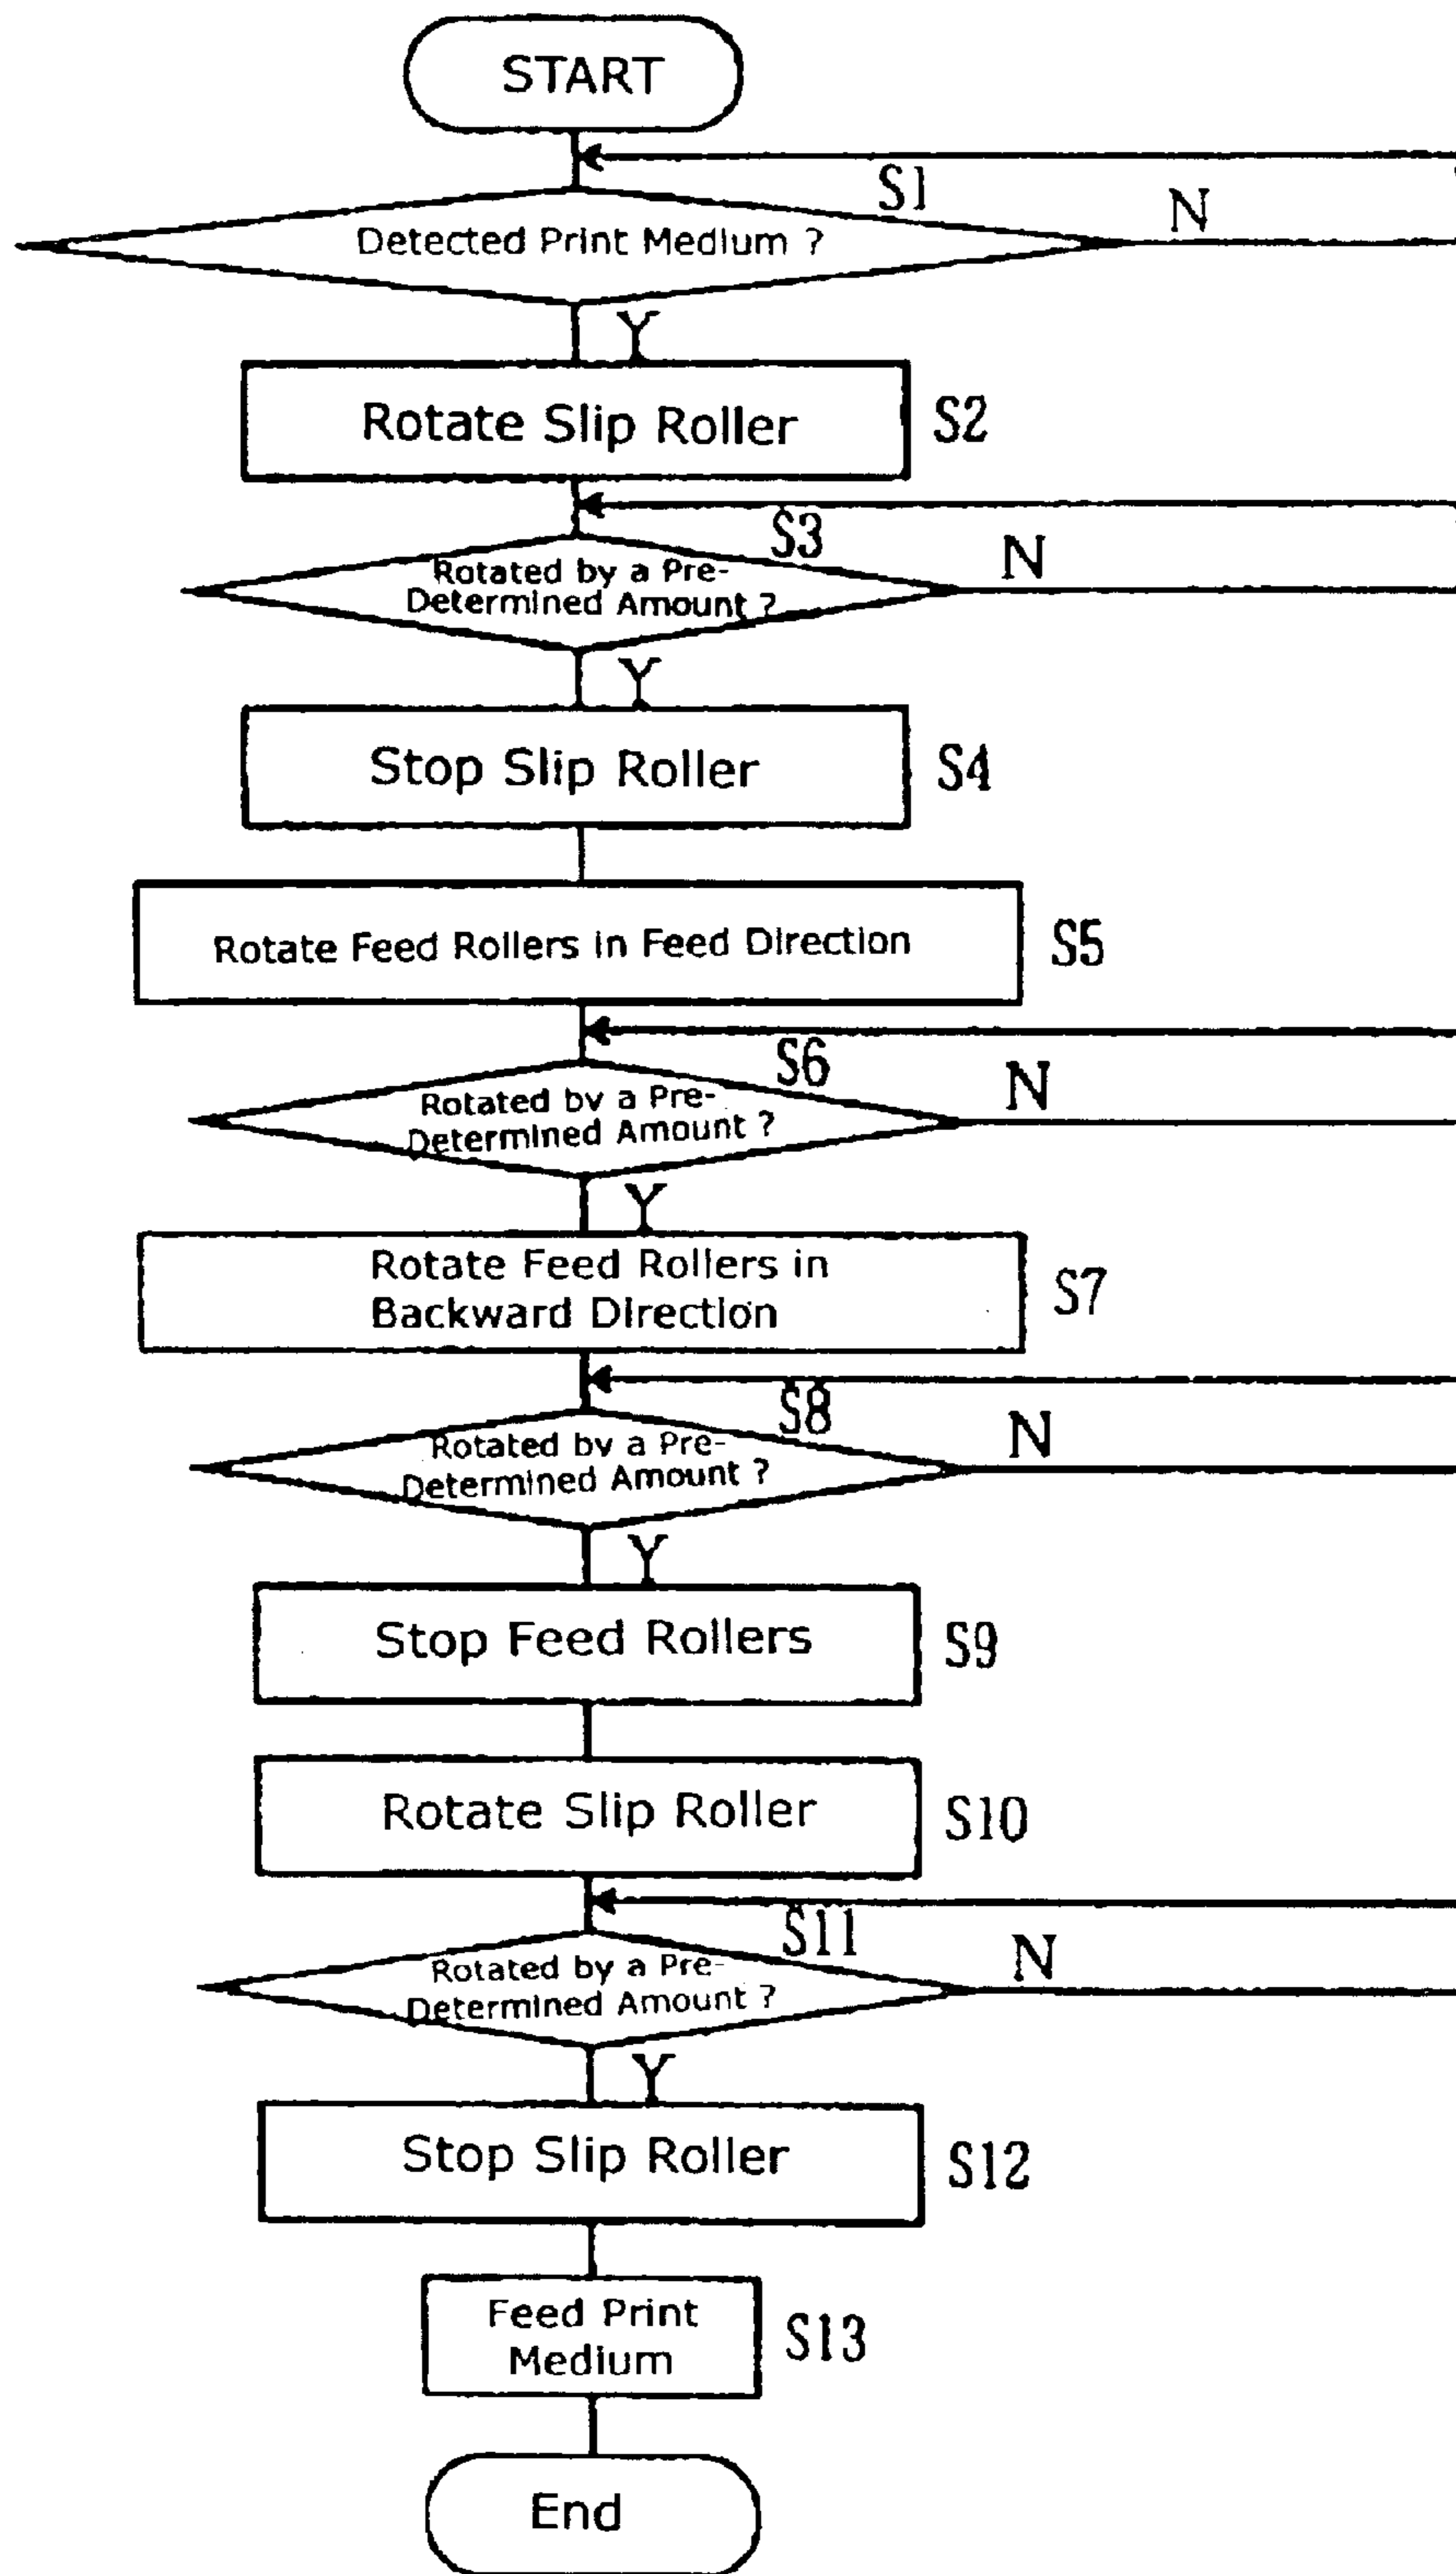 START
S1
N
Detected Print Medium ?
Y
Rotate Slip Roller
S2
S3
N
Rotated by a Pre-
Determined Amount ?
Y
Stop Slip Roller
S4
Rotate Feed Rollers in Feed Direction
S5
S6
N
Rotated by a Pre-
Determined Amount ?
Y
Rotate Feed Rollers in
Backward Direction
S7
S8
N
Rotated by a Pre-
Determined Amount ?
Y
Stop Feed Rollers
S9
Rotate Slip Roller
S10
S11
N
Rotated by a Pre-
Determined Amount ?
Y
Stop Slip Roller
S12
Feed Print
Medium
S13
End